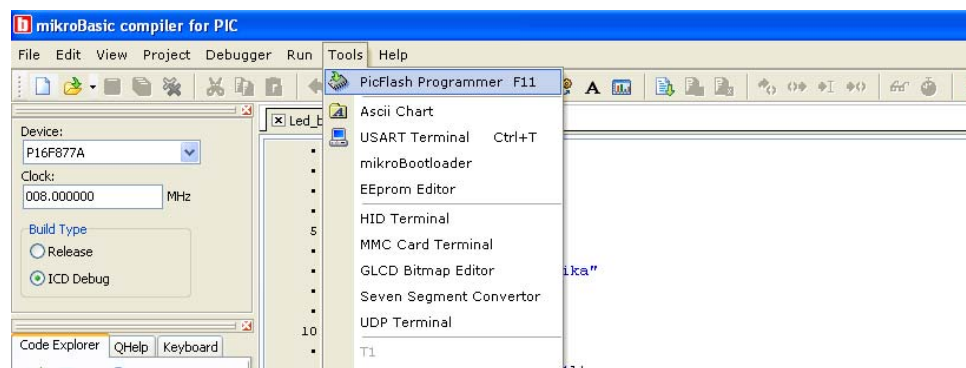 mikroBasic compiler for PIC
File Edit View Project Debugger Run Tools Help
PicFlash Programmer F11
Ascii Chart
USART Terminal Ctrl+T
mikroBootloader
EEprom Editor
HID Terminal
MMC Card Terminal
GLCD Bitmap Editor
Seven Segment Convertor
UDP Terminal
T1
Device:
P16F877A
Clock:
008.000000 MHz
Build Type
Release
ICD Debug
Code Explorer QHelp Keyboard
Led_b
5
ika"
10